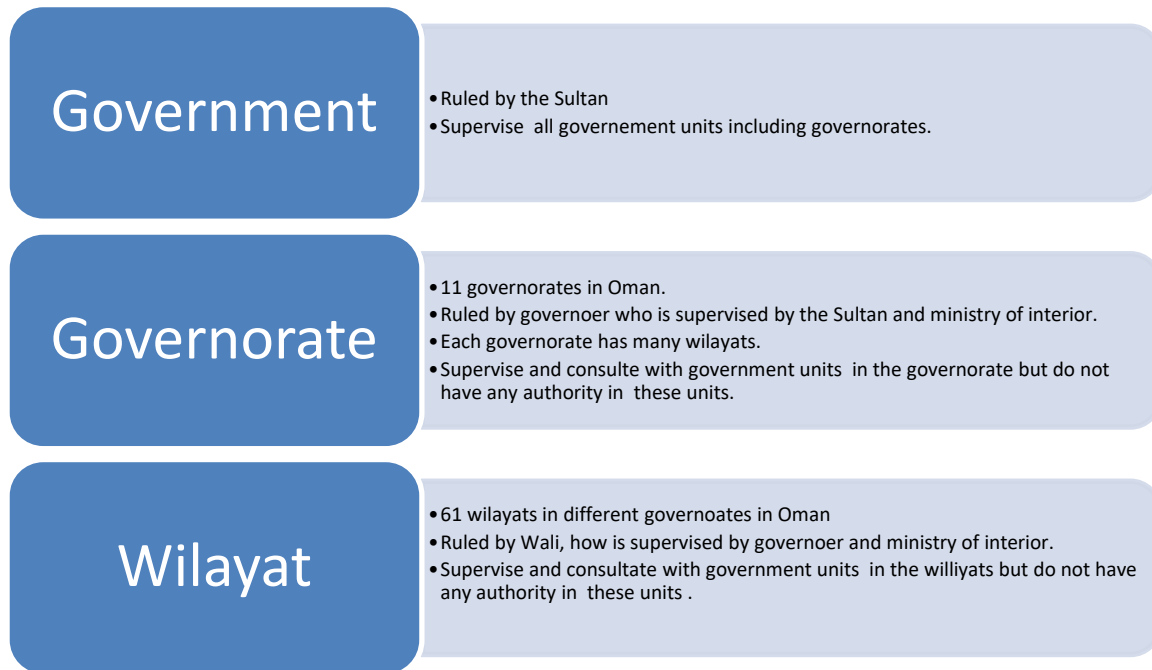 Government
•Ruled by the Sultan
•Supervise all governement units including governorates.
Governorate
•11 governorates in Oman.
•Ruled by governoer who is supervised by the Sultan and ministry of interior.
•Each governorate has many wilayats.
•Supervise and consulte with government units in the governorate but do not
have any authority in these units.
Wilayat
•61 wilayats in different governoates in Oman
•Ruled by Wali, how is supervised by governoer and ministry of interior.
•Supervise and consultate with government units in the williyats but do not have
any authority in these units .